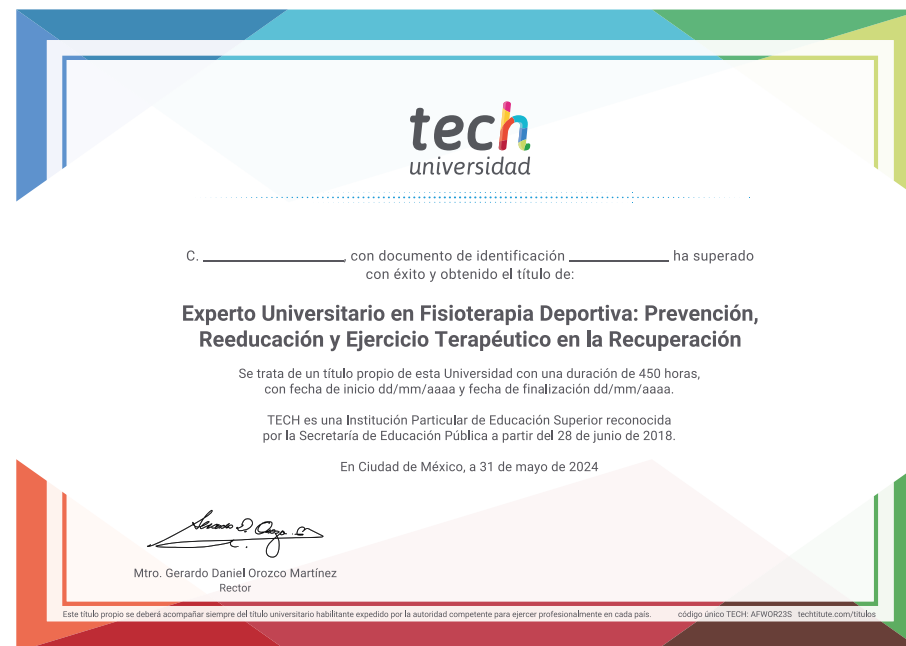 tech
universidad
C. ____________________, con documento de identificación ______________ ha superado
con éxito y obtenido el título de:
Experto Universitario en Fisioterapia Deportiva: Prevención,
Reeducación y Ejercicio Terapéutico en la Recuperación
Se trata de un título propio de esta Universidad con una duración de 450 horas,
con fecha de inicio dd/mm/aaaa y fecha de finalización dd/mm/aaaa.
TECH es una Institución Particular de Educación Superior reconocida
por la Secretaría de Educación Pública a partir del 28 de junio de 2018.
En Ciudad de México, a 31 de mayo de 2024
Mtro. Gerardo Daniel Orozco Martínez
Rector
Este título propio se deberá acompañar siempre del título universitario habilitante expedido por la autoridad competente para ejercer profesionalmente en cada país. código único TECH: AFWOR23S techtitute.com/titulos